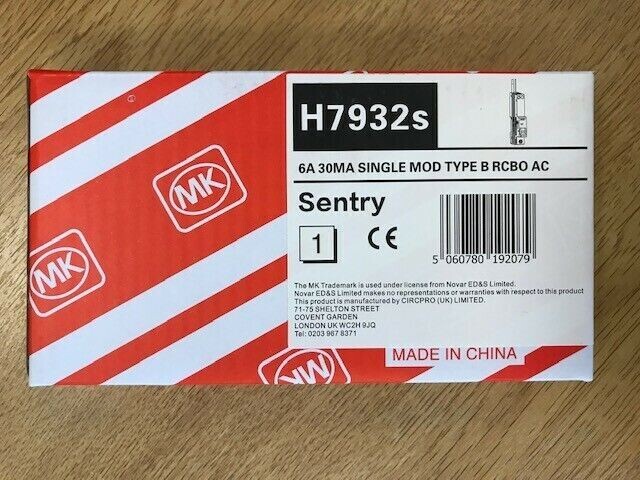 H7932s
6A 30MA SINGLE MOD TYPE B RCBO AC
Sentry
1 CE
5 060780 192079
The MK Trademark is used under license from Novar ED&S Limited.
Novar ED&S Limited makes no representations or warranties with respect to this product
This product is manufactured by CIRCPRO (UK) LIMITED.
71-75 SHELTON STREET
COVENT GARDEN
LONDON UK WC2H 9JQ
Tel: 0203 967 8371
MADE IN CHINA
MK
MK
MK